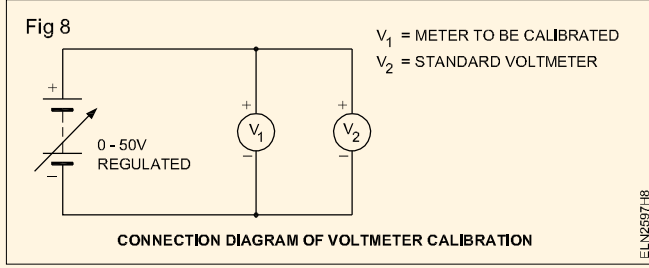 Fig 8
V1 = METER TO BE CALIBRATED
V2 = STANDARD VOLTMETER
+
+
+
V1
V2
0 - 50V
REGULATED
–
–
–
CONNECTION DIAGRAM OF VOLTMETER CALIBRATION
ELN2597H8